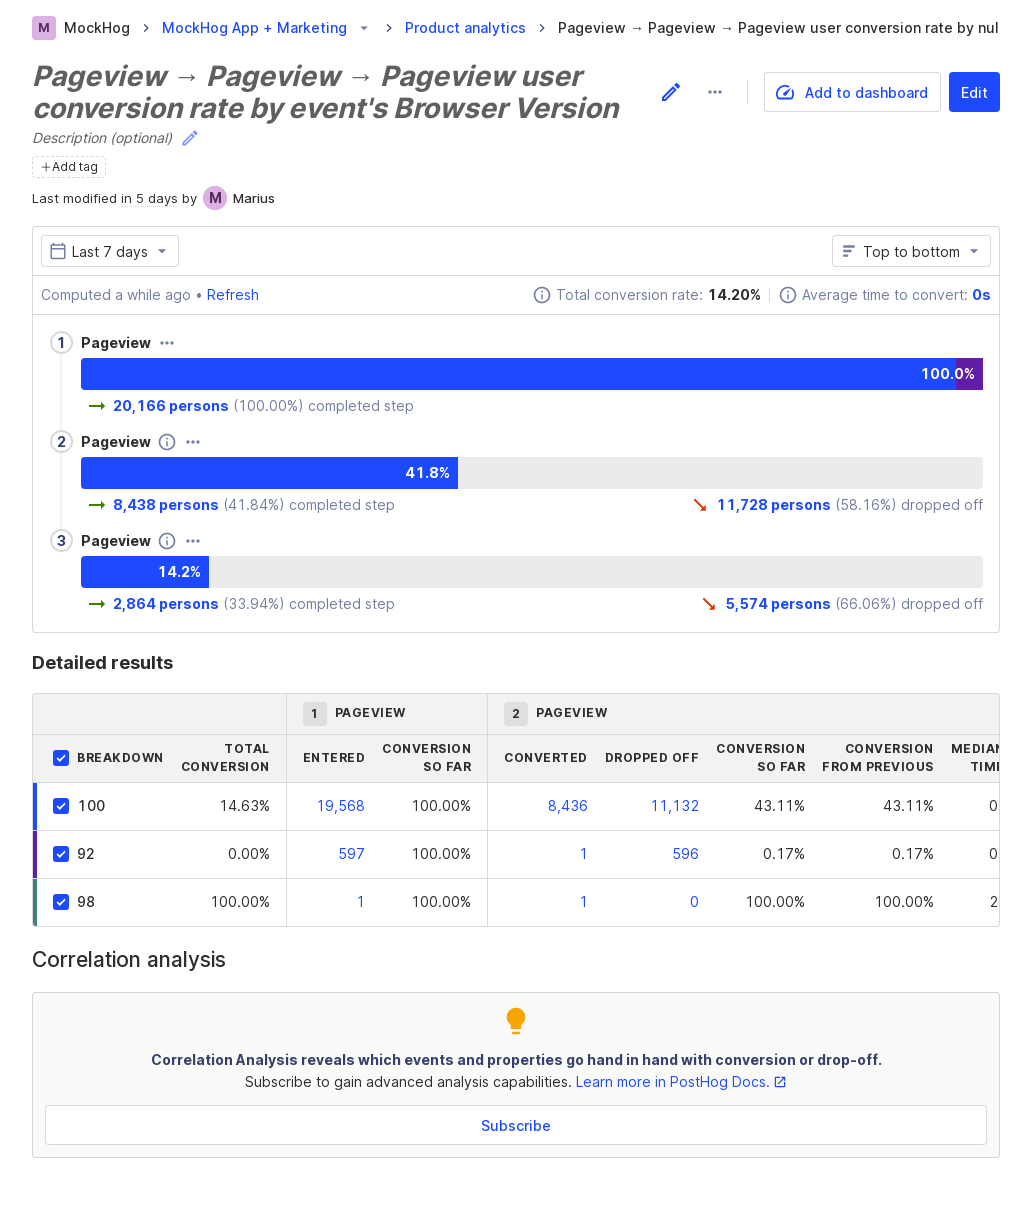 M MockHog > MockHog App + Marketing > Product analytics > Pageview → Pageview → Pageview user conversion rate by nul
Pageview → Pageview → Pageview user
conversion rate by event's Browser Version
Add to dashboard Edit
Description (optional)
+Add tag
Last modified in 5 days by M Marius
Last 7 days Top to bottom
Computed a while ago • Refresh Total conversion rate: 14.20% Average time to convert: 0s
1 Pageview
100.0%
20,166 persons (100.00%) completed step
2 Pageview
41.8%
8,438 persons (41.84%) completed step 11,728 persons (58.16%) dropped off
3 Pageview
14.2%
2,864 persons (33.94%) completed step 5,574 persons (66.06%) dropped off
Detailed results
1 PAGEVIEW 2 PAGEVIEW
BREAKDOWN TOTAL CONVERSION ENTERED CONVERSION SO FAR CONVERTED DROPPED OFF CONVERSION SO FAR CONVERSION FROM PREVIOUS MEDIAN TIME
100 14.63% 19,568 100.00% 8,436 11,132 43.11% 43.11% 0
92 0.00% 597 100.00% 1 596 0.17% 0.17% 0
98 100.00% 1 100.00% 1 0 100.00% 100.00% 2
Correlation analysis
Correlation Analysis reveals which events and properties go hand in hand with conversion or drop-off.
Subscribe to gain advanced analysis capabilities. Learn more in PostHog Docs.
Subscribe